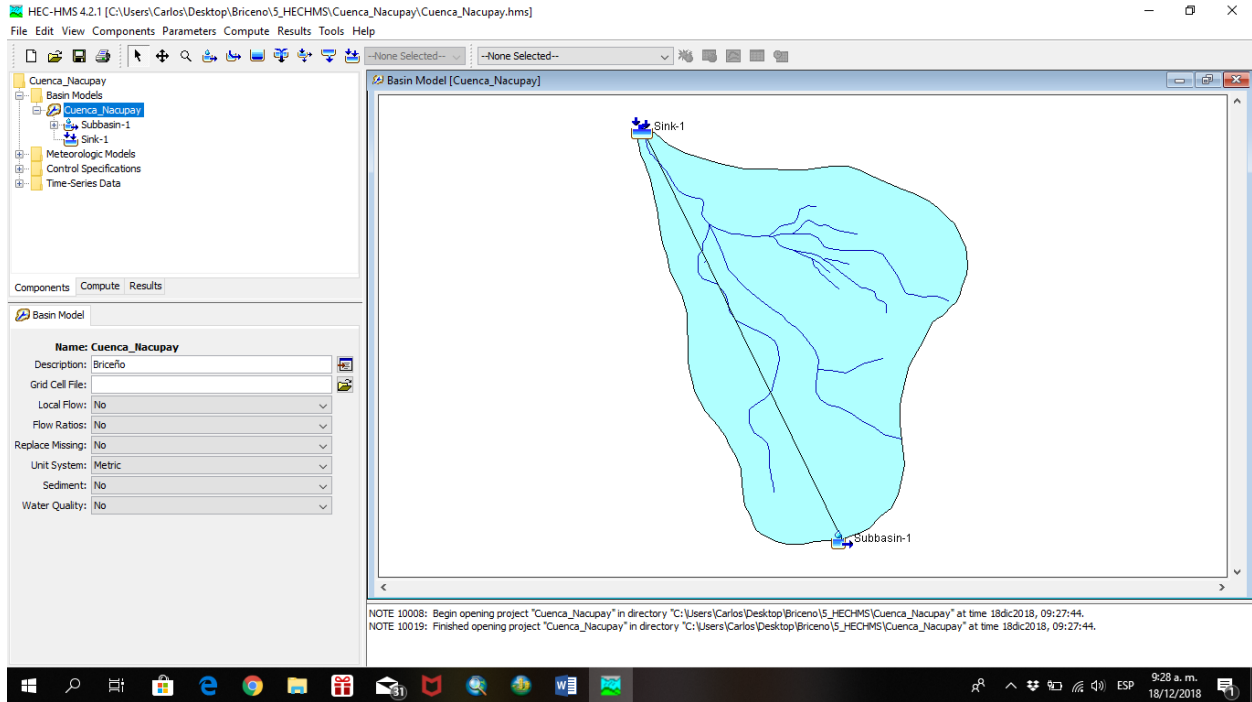 HEC-HMS 4.2.1 [C:\Users\Carlos\Desktop\Briceno\5_HECHMS\Cuenca_Nacupay\Cuenca_Nacupay.hms]
File Edit View Components Parameters Compute Results Tools Help
--None Selected-- --None Selected--
Cuenca_Nacupay
Basin Models
Cuenca_Nacupay
Subbasin-1
Sink-1
Meteorologic Models
Control Specifications
Time-Series Data
Components Compute Results
Basin Model
Name: Cuenca_Nacupay
Description: Briceño
Grid Cell File:
Local Flow: No
Flow Ratios: No
Replace Missing: No
Unit System: Metric
Sediment: No
Water Quality: No
Basin Model [Cuenca_Nacupay]
Sink-1
Subbasin-1
NOTE 10008: Begin opening project "Cuenca_Nacupay" in directory "C:\Users\Carlos\Desktop\Briceno\5_HECHMS\Cuenca_Nacupay" at time 18dic2018, 09:27:44.
NOTE 10019: Finished opening project "Cuenca_Nacupay" in directory "C:\Users\Carlos\Desktop\Briceno\5_HECHMS\Cuenca_Nacupay" at time 18dic2018, 09:27:44.
31
ESP
9:28 a. m.
18/12/2018
1